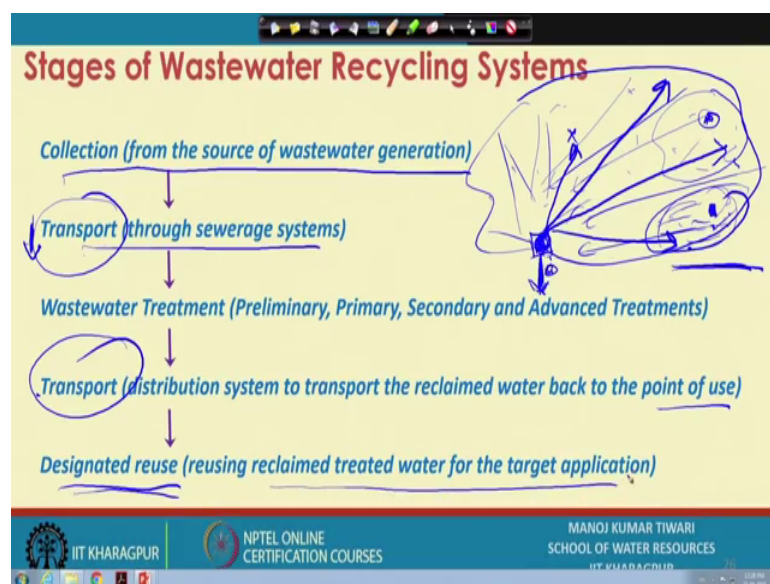 Stages of Wastewater Recycling Systems
Collection (from the source of wastewater generation)
Transport (through sewerage systems)
Wastewater Treatment (Preliminary, Primary, Secondary and Advanced Treatments)
Transport (distribution system to transport the reclaimed water back to the point of use)
Designated reuse (reusing reclaimed treated water for the target application)
IIT KHARAGPUR
NPTEL ONLINE
CERTIFICATION COURSES
MANOJ KUMAR TIWARI
SCHOOL OF WATER RESOURCES
IIT KHARAGPUR
26